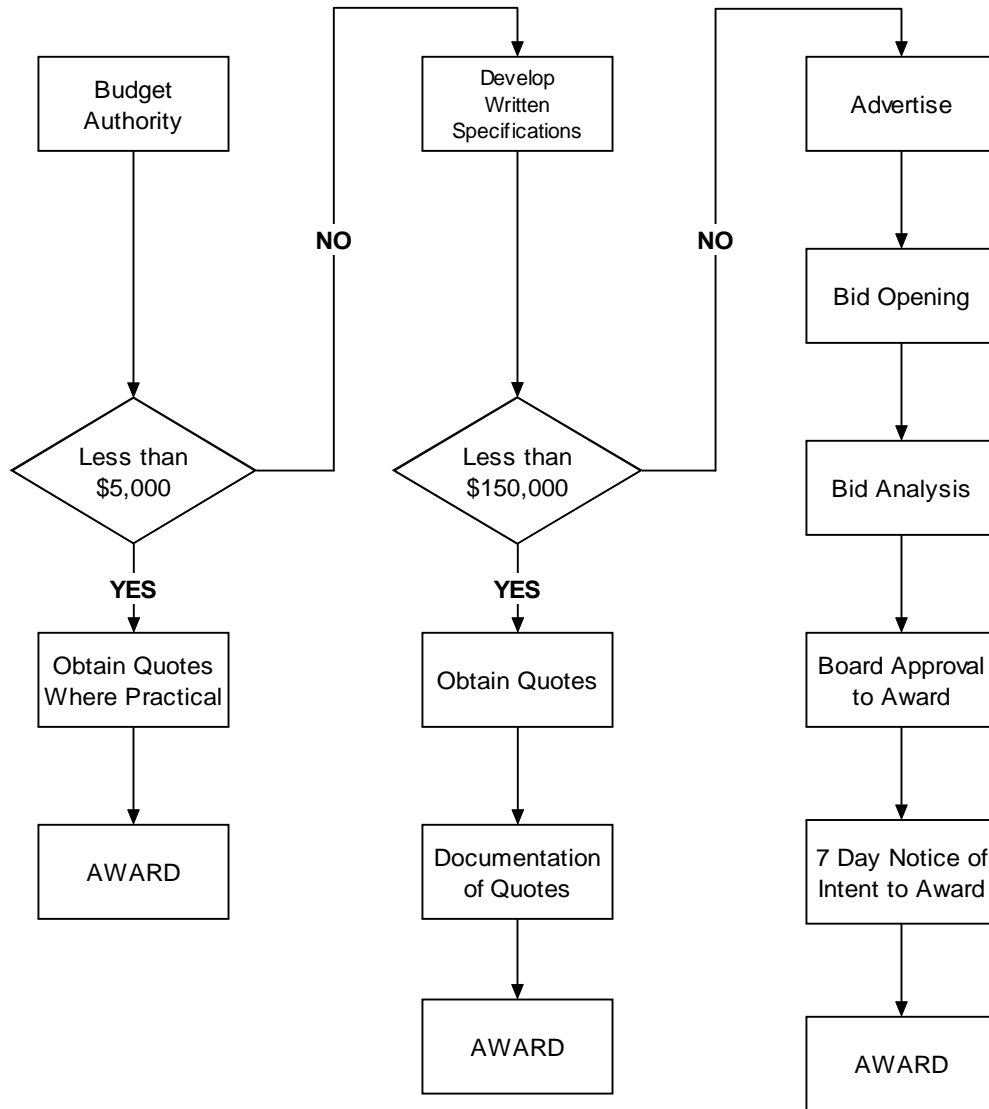 Budget
Authority
NO
Less than
$5,000
YES
Obtain Quotes
Where Practical
AWARD
Develop
Written
Specifications
NO
Less than
$150,000
YES
Obtain Quotes
Documentation
of Quotes
AWARD
Advertise
Bid Opening
Bid Analysis
Board Approval
to Award
7 Day Notice of
Intent to Award
AWARD